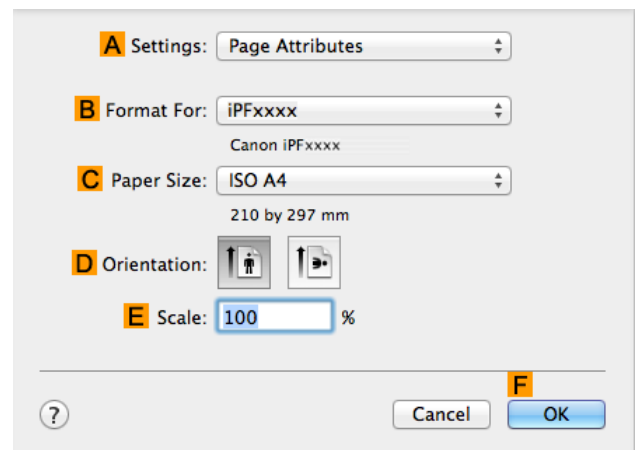 A Settings: Page Attributes
B Format For: iPFxxxx
Canon iPFxxxx
C Paper Size: ISO A4
210 by 297 mm
D Orientation:
E Scale: 100 %
F
? Cancel OK